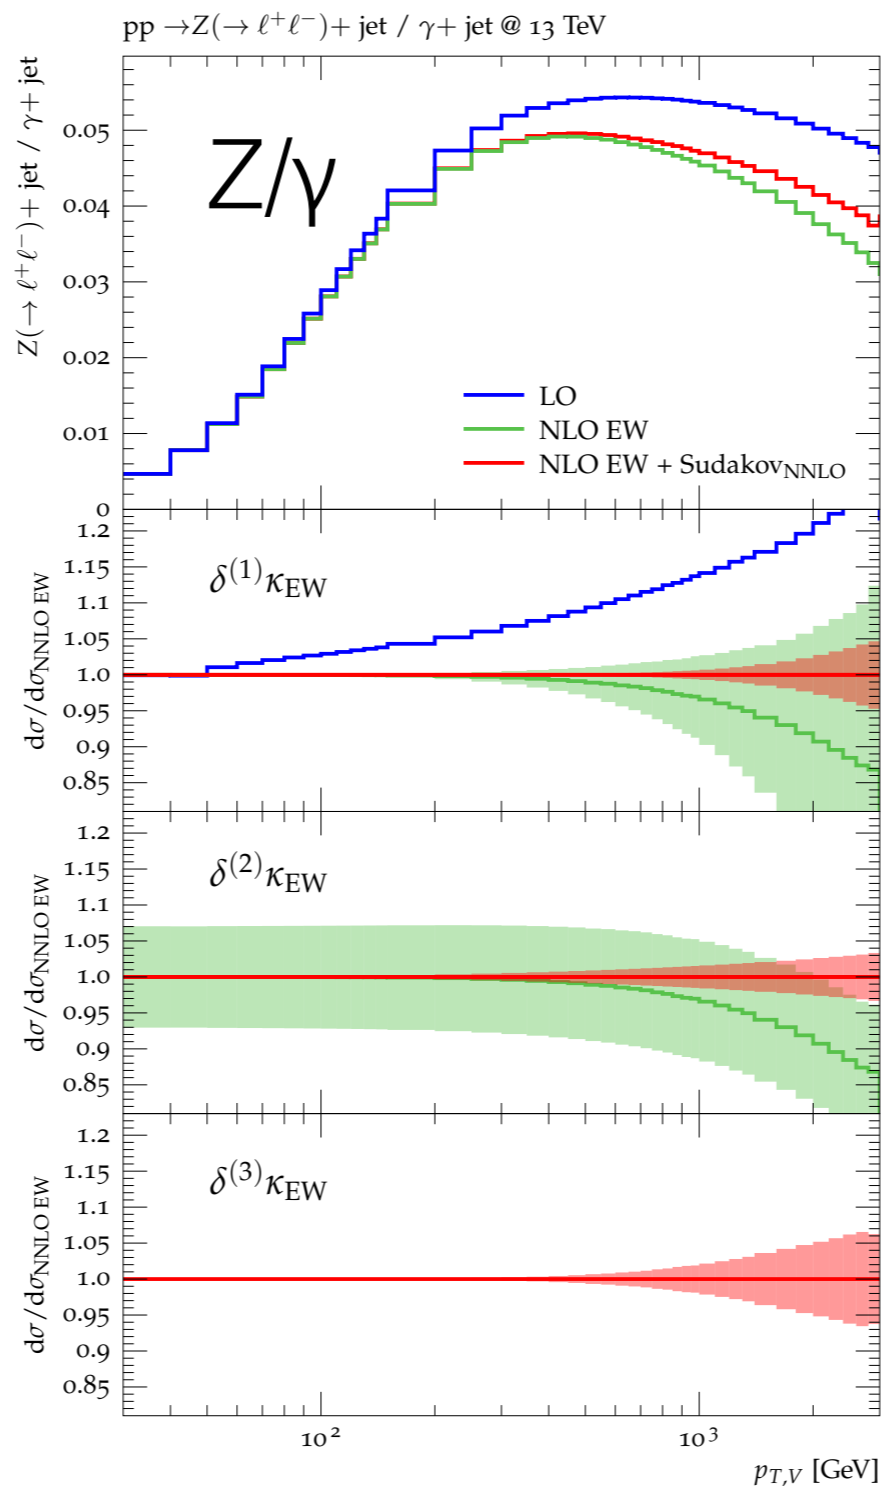 pp →Z(→ ℓ⁺ℓ⁻)+ jet / γ+ jet @ 13 TeV
Z(→ ℓ⁺ℓ⁻)+ jet / γ+ jet
Z/γ
0.05
0.04
0.03
0.02
0.01
0
LO
NLO EW
NLO EW + Sudakov_NNLO
dσ/dσ_NNLO EW
δ⁽¹⁾κ_EW
1.2
1.15
1.1
1.05
1.0
0.95
0.9
0.85
dσ/dσ_NNLO EW
δ⁽²⁾κ_EW
1.2
1.15
1.1
1.05
1.0
0.95
0.9
0.85
dσ/dσ_NNLO EW
δ⁽³⁾κ_EW
1.2
1.15
1.1
1.05
1.0
0.95
0.9
0.85
10² 10³
p_T,V [GeV]